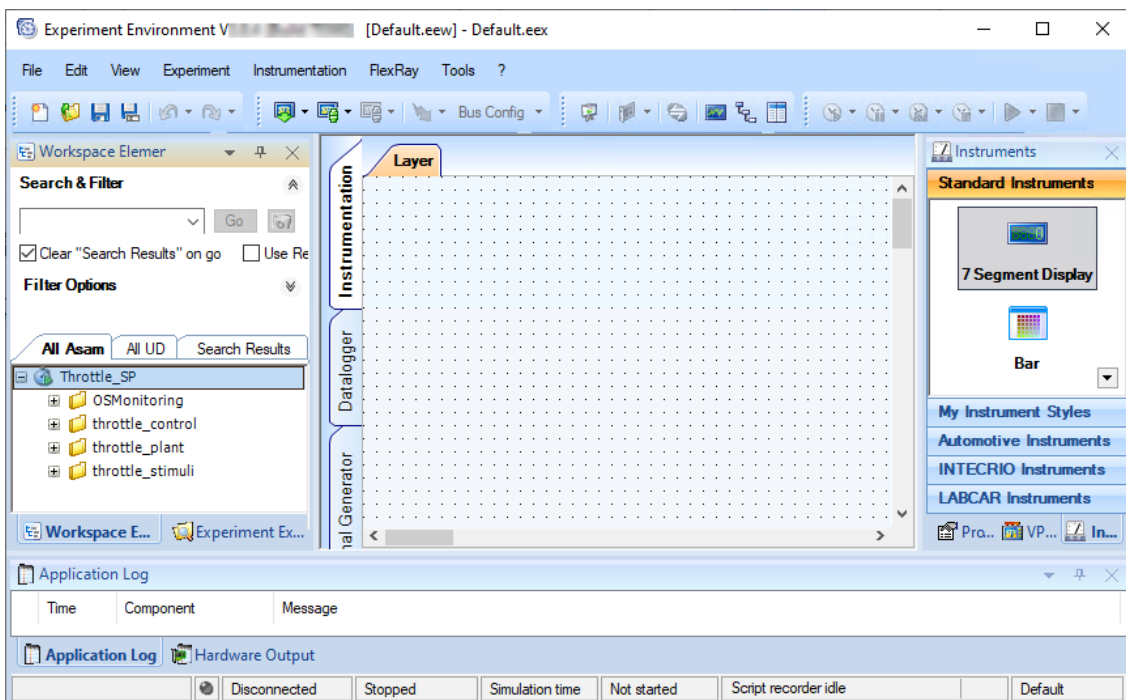 Experiment Environment V [Default.eew] - Default.eex
File Edit View Experiment Instrumentation FlexRay Tools ?
Bus Config
Workspace Elemer
Search & Filter
Go
Clear "Search Results" on go Use Re
Filter Options
All Asam All UD Search Results
Throttle_SP
OSMonitoring
throttle_control
throttle_plant
throttle_stimuli
Workspace E... Experiment Ex...
Instrumentation
Datalogger
nal Generator
Layer
Instruments
Standard Instruments
7 Segment Display
Bar
My Instrument Styles
Automotive Instruments
INTECRIO Instruments
LABCAR Instruments
Pro... VP... In...
Application Log
Time Component Message
Application Log Hardware Output
Disconnected Stopped Simulation time Not started Script recorder idle Default